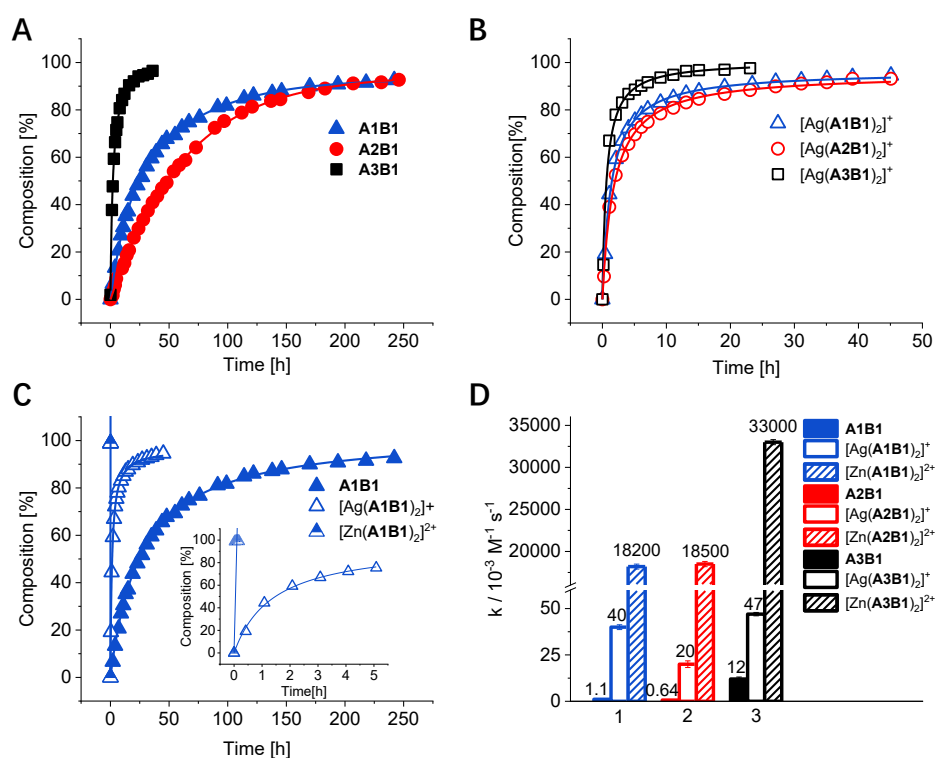 A
Composition [%]
100
80
60
40
20
0
A1B1
A2B1
A3B1
0 50 100 150 200 250
Time [h]
B
Composition[%]
100
80
60
40
20
0
[Ag(A1B1)₂]⁺
[Ag(A2B1)₂]⁺
[Ag(A3B1)₂]⁺
0 10 20 30 40 50
Time [h]
C
Composition [%]
100
80
60
40
20
0
A1B1
[Ag(A1B1)₂]+
[Zn(A1B1)₂]²⁺
Composition [%]
100
80
60
40
20
0
0 1 2 3 4 5
Time[h]
0 50 100 150 200 250
Time [h]
D
k / 10⁻³ M⁻¹ s⁻¹
35000
30000
25000
20000
15000
50
25
0
1.1
40
18200
0.64
20
18500
12
47
33000
1 2 3
A1B1
[Ag(A1B1)₂]⁺
[Zn(A1B1)₂]²⁺
A2B1
[Ag(A2B1)₂]⁺
[Zn(A2B1)₂]²⁺
A3B1
[Ag(A3B1)₂]⁺
[Zn(A3B1)₂]²⁺